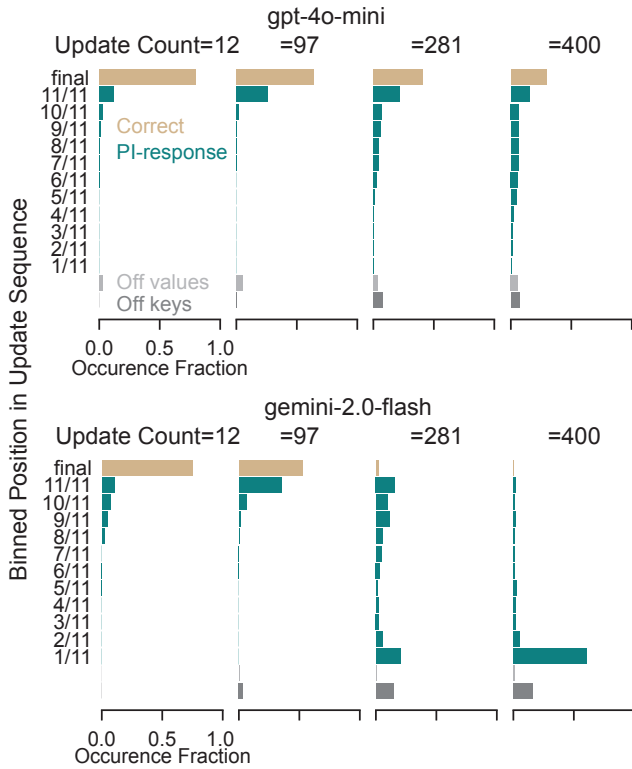 gpt-4o-mini
Update Count=12 =97 =281 =400
final
11/11
10/11
9/11
8/11
7/11
6/11
5/11
4/11
3/11
2/11
1/11
Correct
PI-response
Off values
Off keys
0.0 0.5 1.0
Occurence Fraction
Binned Position in Update Sequence
gemini-2.0-flash
Update Count=12 =97 =281 =400
final
11/11
10/11
9/11
8/11
7/11
6/11
5/11
4/11
3/11
2/11
1/11
0.0 0.5 1.0
Occurence Fraction